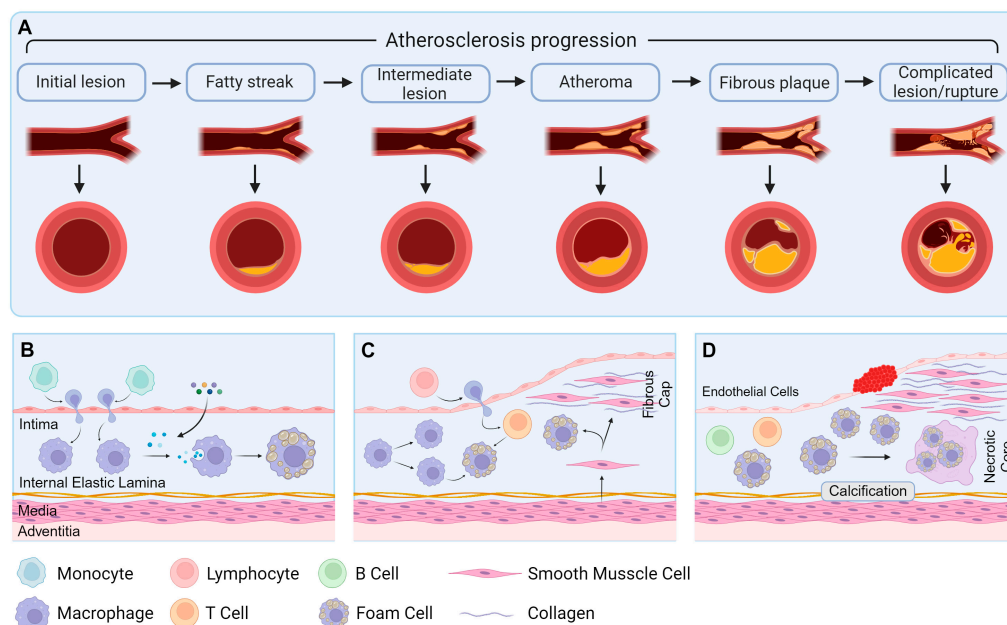 A
Atherosclerosis progression
Initial lesion
Fatty streak
Intermediate
lesion
Atheroma
Fibrous plaque
Complicated
lesion/rupture
B
Intima
Internal Elastic Lamina
Media
Adventitia
C
Fibrous
Cap
D
Endothelial Cells
Necrotic
Core
Calcification
Monocyte
Lymphocyte
B Cell
Smooth Musscle Cell
Macrophage
T Cell
Foam Cell
Collagen